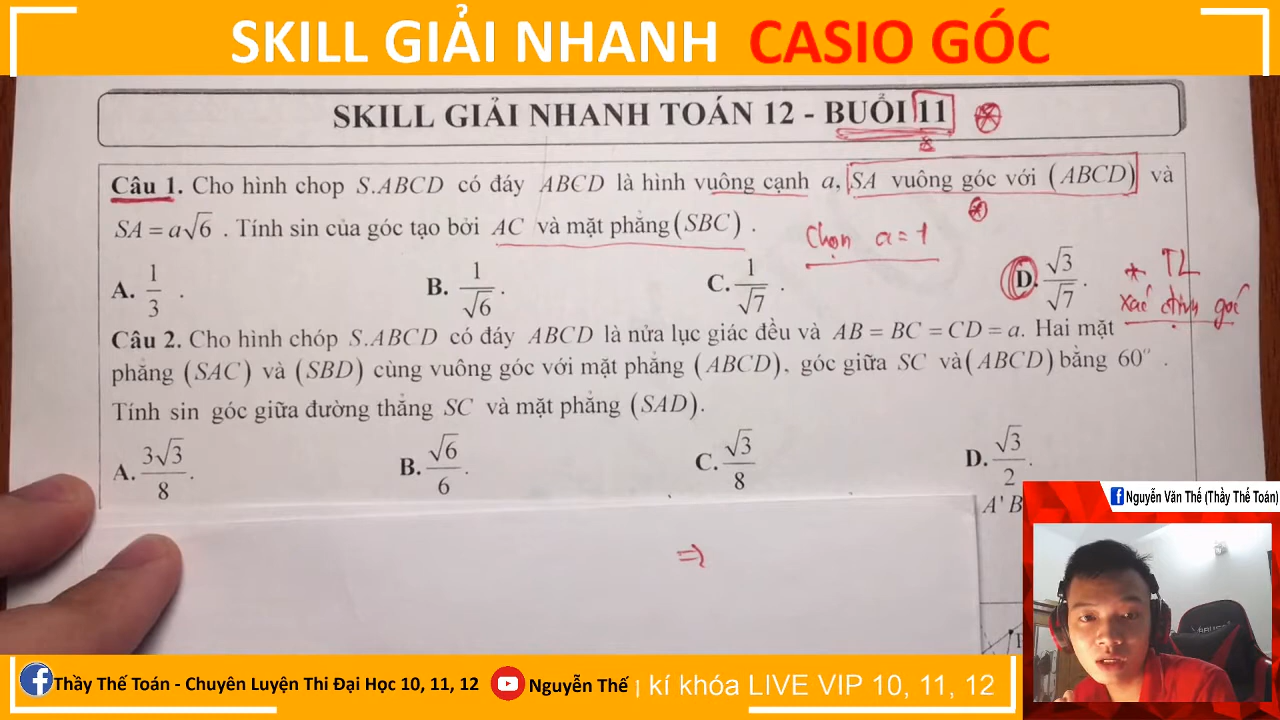 SKILL GIẢI NHANH CASIO GÓC
SKILL GIẢI NHANH TOÁN 12 - BUỔI 11
Câu 1. Cho hình chop S.ABCD có đáy ABCD là hình vuông cạnh a, SA vuông góc với (ABCD) và
SA = a√6 . Tính sin của góc tạo bởi AC và mặt phẳng (SBC) .
Chọn a = 1
A. 1/3 . B. 1/√6 . C. 1/√7 . D. √3/√7 .
* TL
xác định góc
Câu 2. Cho hình chóp S.ABCD có đáy ABCD là nửa lục giác đều và AB = BC = CD = a. Hai mặt
phẳng (SAC) và (SBD) cùng vuông góc với mặt phẳng (ABCD), góc giữa SC và (ABCD) bằng 60° .
Tính sin góc giữa đường thẳng SC và mặt phẳng (SAD).
A. 3√3/8 . B. √6/6 . C. √3/8 D. √3/2 .
A' B
⇒
Nguyễn Văn Thế (Thầy Thế Toán)
Thầy Thế Toán - Chuyên Luyện Thi Đại Học 10, 11, 12 Nguyễn Thế kí khóa LIVE VIP 10, 11, 12